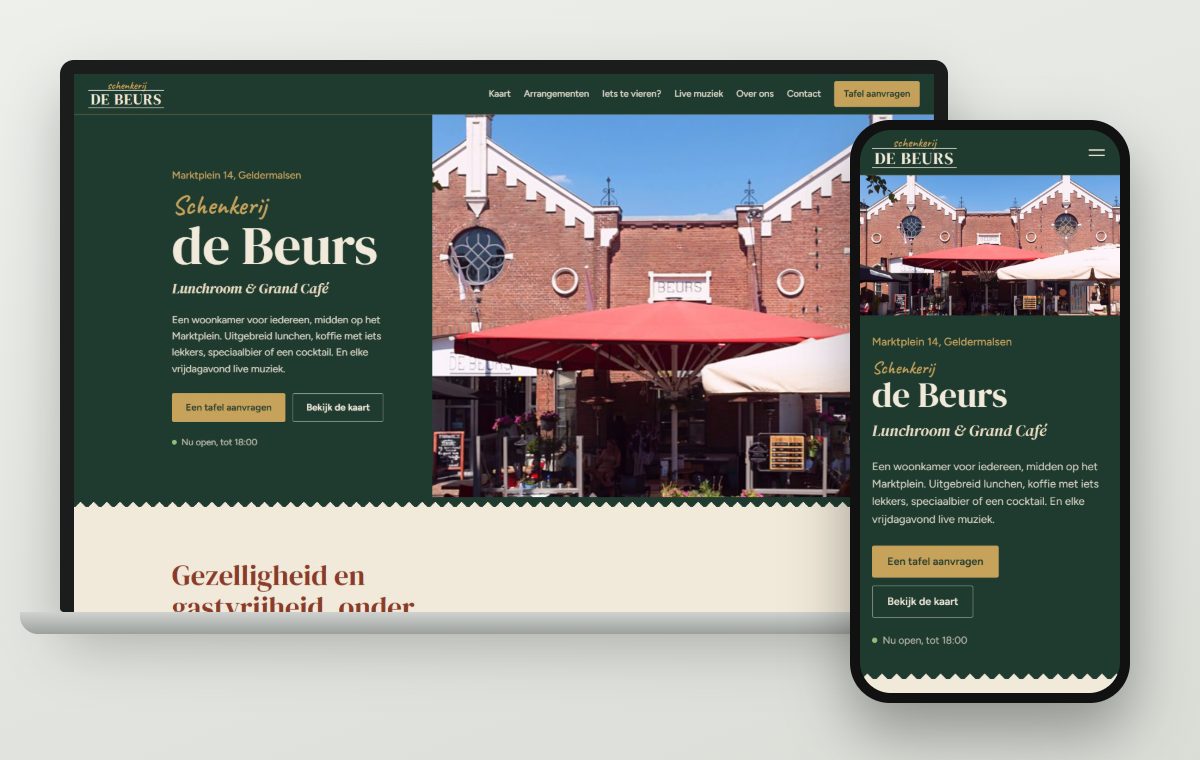 schenkerij
DE BEURS
Kaart Arrangementen Iets te vieren? Live muziek Over ons Contact Tafel aanvragen
Marktplein 14, Geldermalsen
Schenkerij
de Beurs
Lunchroom & Grand Café
Een woonkamer voor iedereen, midden op het
Marktplein. Uitgebreid lunchen, koffie met iets
lekkers, speciaalbier of een cocktail. En elke
vrijdagavond live muziek.
Een tafel aanvragen Bekijk de kaart
Nu open, tot 18:00
BEURS
DE BEURS
Gezelligheid en
gastvrijheid, onder
schenkerij
DE BEURS
Marktplein 14, Geldermalsen
Schenkerij
de Beurs
Lunchroom & Grand Café
Een woonkamer voor iedereen, midden op het
Marktplein. Uitgebreid lunchen, koffie met iets
lekkers, speciaalbier of een cocktail. En elke
vrijdagavond live muziek.
Een tafel aanvragen
Bekijk de kaart
Nu open, tot 18:00